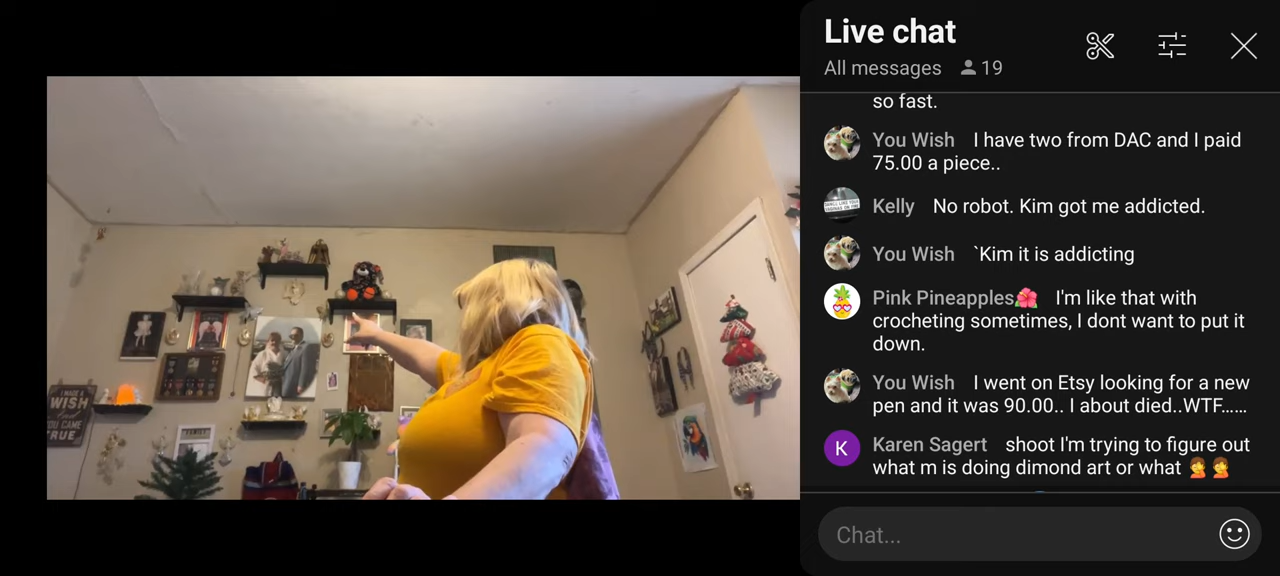 Live chat
All messages 19
so fast.
You Wish I have two from DAC and I paid
75.00 a piece..
Kelly No robot. Kim got me addicted.
You Wish `Kim it is addicting
Pink Pineapples🌺 I'm like that with
crocheting sometimes, I dont want to put it
down.
You Wish I went on Etsy looking for a new
pen and it was 90.00.. I about died..WTF......
K Karen Sagert shoot I'm trying to figure out
what m is doing dimond art or what 🤦🤦
Chat...
I MADE A
WISH
And
YOU CAME
TRUE